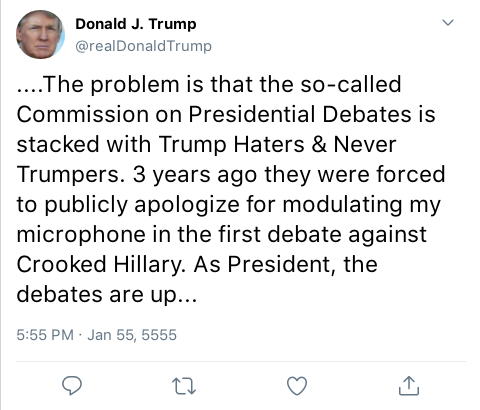 Donald J. Trump
@realDonaldTrump
....The problem is that the so-called
Commission on Presidential Debates is
stacked with Trump Haters & Never
Trumpers. 3 years ago they were forced
to publicly apologize for modulating my
microphone in the first debate against
Crooked Hillary. As President, the
debates are up...
5:55 PM · Jan 55, 5555